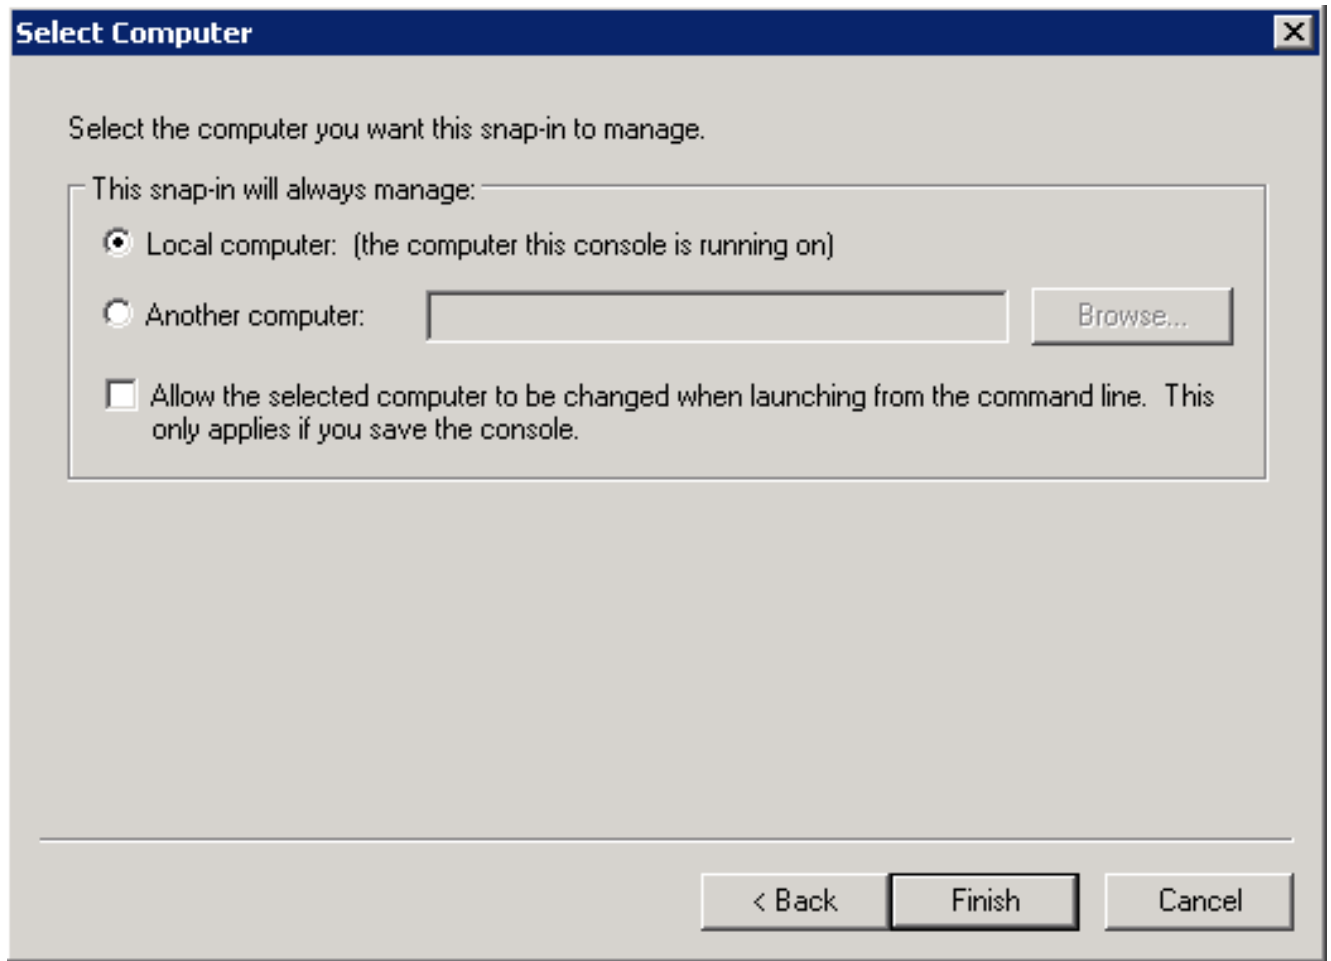 Select Computer
Select the computer you want this snap-in to manage.
This snap-in will always manage:
Local computer:  (the computer this console is running on)
Another computer:
Browse...
Allow the selected computer to be changed when launching from the command line.  This
only applies if you save the console.
< Back
Finish
Cancel